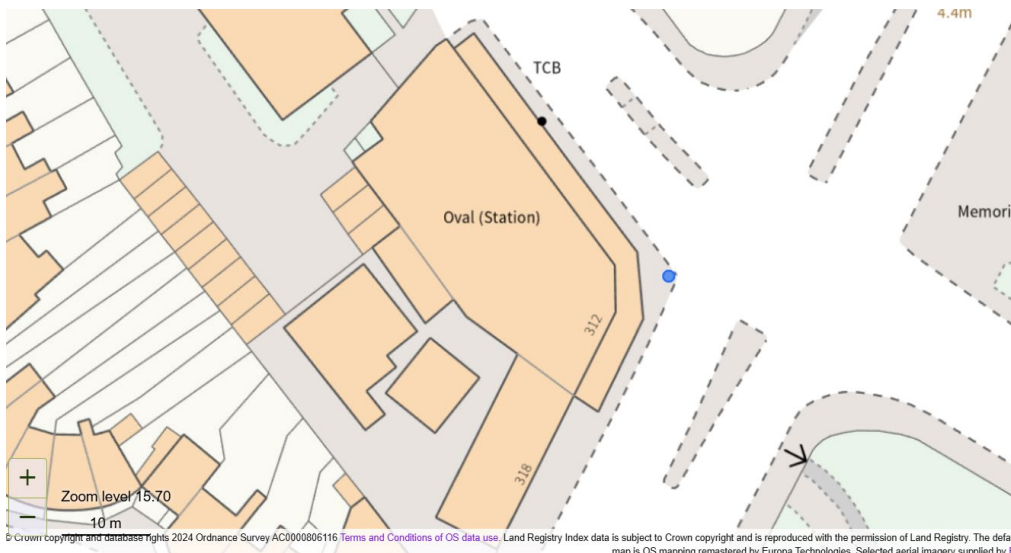 4.4m
TCB
Oval (Station)
Memori
312
318
+
Zoom level 15.70
−
10 m
© Crown copyright and database rights 2024 Ordnance Survey AC0000806116 Terms and Conditions of OS data use. Land Registry Index data is subject to Crown copyright and is reproduced with the permission of Land Registry. The defa
map is OS mapping remastered by Europa Technologies. Selected aerial imagery supplied by